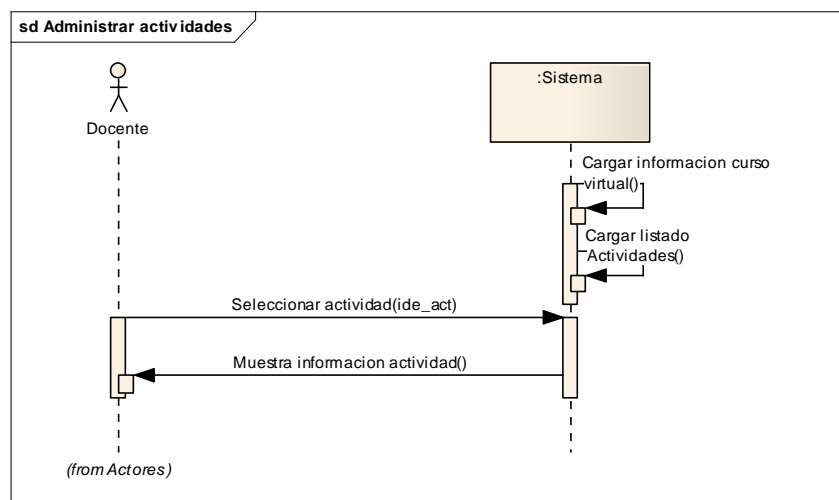 sd Administrar actividades
Docente
:Sistema
Cargar informacion curso
virtual()
Cargar listado
Actividades()
Seleccionar actividad(ide_act)
Muestra informacion actividad()
(from Actores)